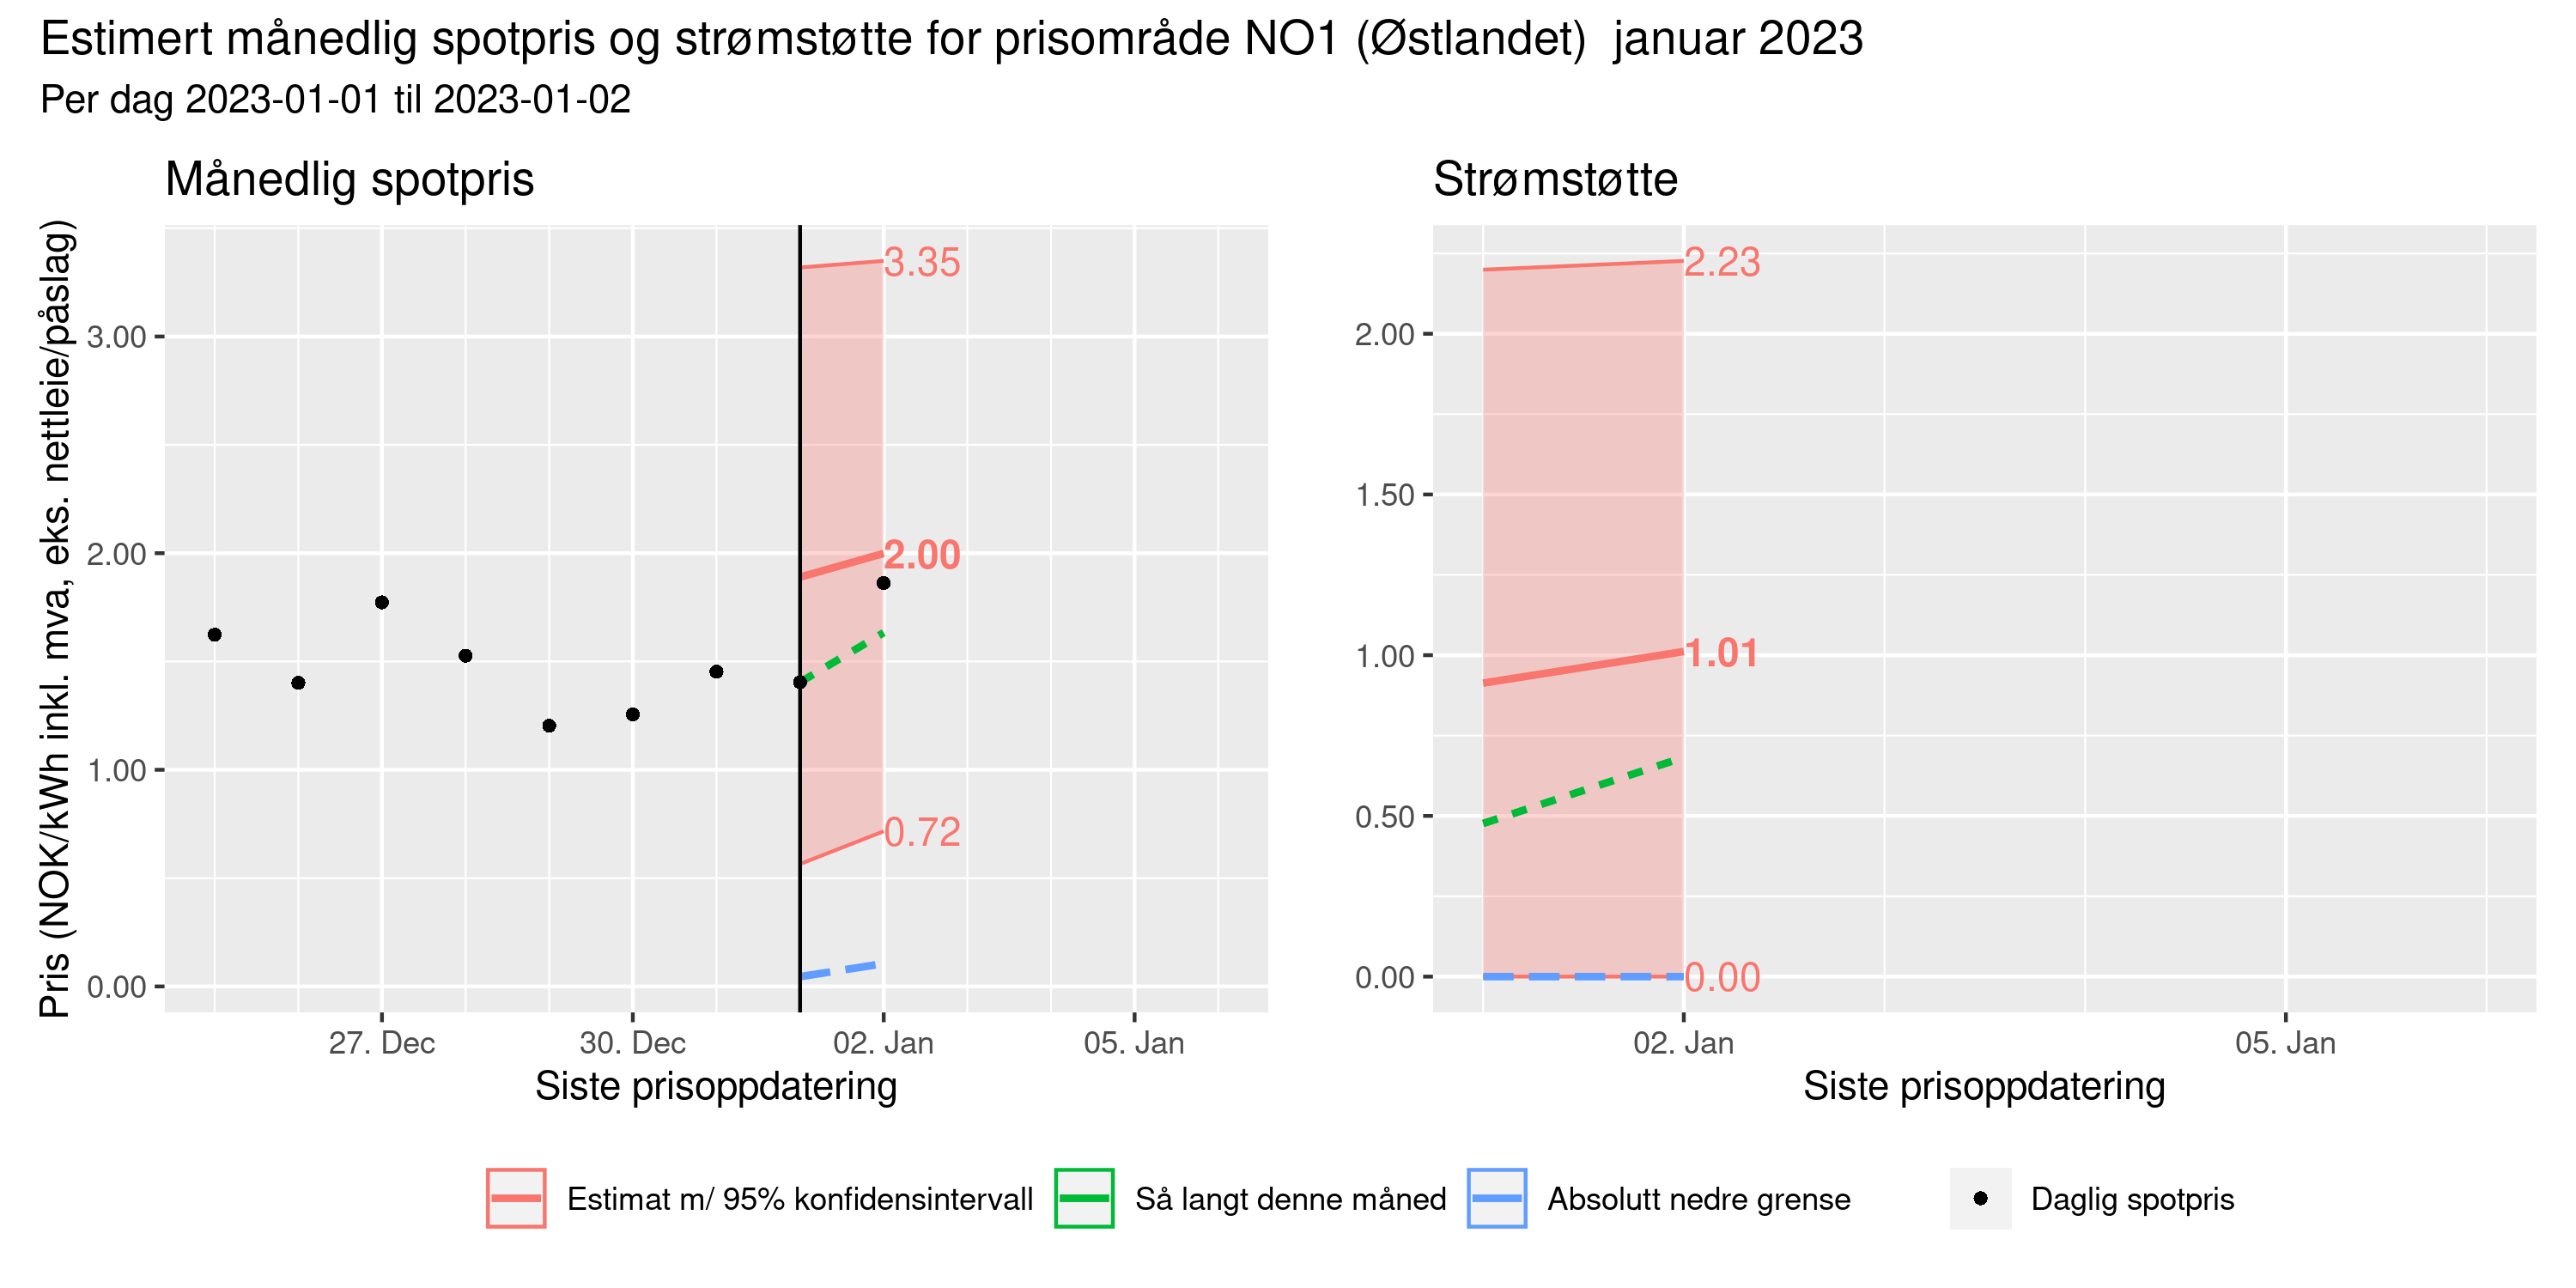 Estimert månedlig spotpris og strømstøtte for prisområde NO1 (Østlandet)  januar 2023
Per dag 2023-01-01 til 2023-01-02
Månedlig spotpris
Pris (NOK/kWh inkl. mva, eks. nettleie/påslag)
3.00
2.00
1.00
0.00
3.35
2.00
0.72
27. Dec
30. Dec
02. Jan
05. Jan
Siste prisoppdatering
Strømstøtte
2.00
1.50
1.00
0.50
0.00
2.23
1.01
0.00
02. Jan
05. Jan
Siste prisoppdatering
Estimat m/ 95% konfidensintervall
Så langt denne måned
Absolutt nedre grense
Daglig spotpris